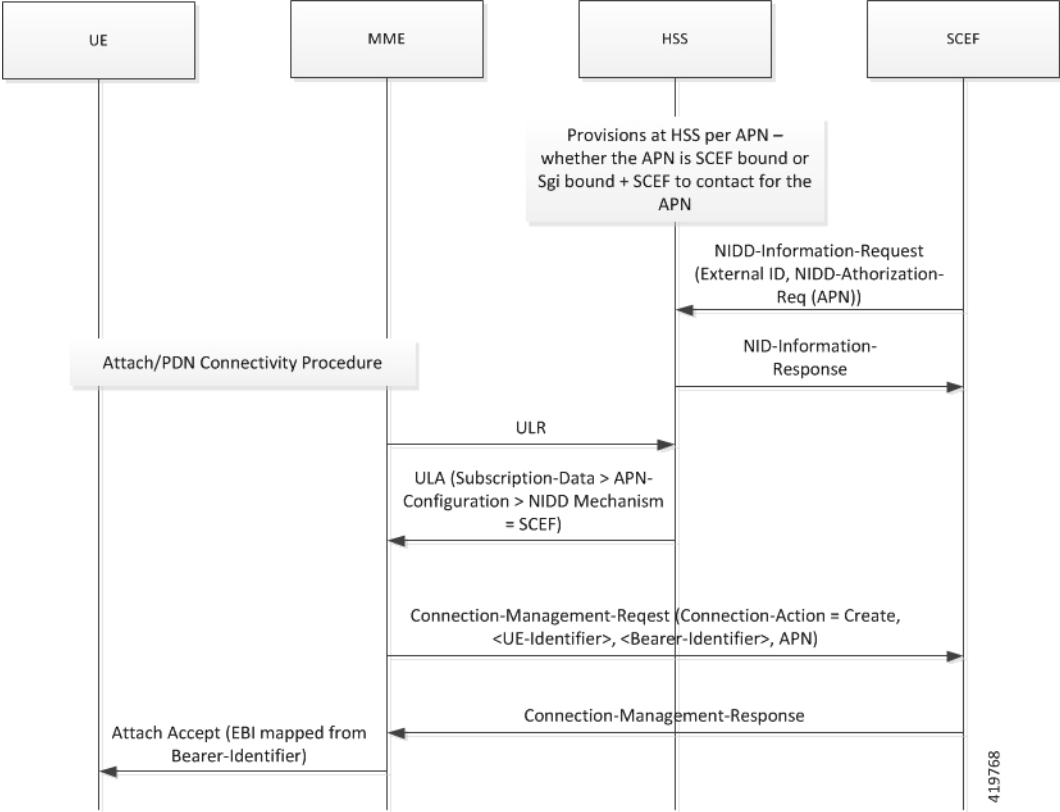 UE
MME
HSS
SCEF
Provisions at HSS per APN –
whether the APN is SCEF bound or
Sgi bound + SCEF to contact for the
APN
NIDD-Information-Request
(External ID, NIDD-Athorization-
Req (APN))
Attach/PDN Connectivity Procedure
NID-Information-
Response
ULR
ULA (Subscription-Data > APN-
Configuration > NIDD Mechanism
= SCEF)
Connection-Management-Reqest (Connection-Action = Create,
<UE-Identifier>, <Bearer-Identifier>, APN)
Connection-Management-Response
Attach Accept (EBI mapped from
Bearer-Identifier)
419768